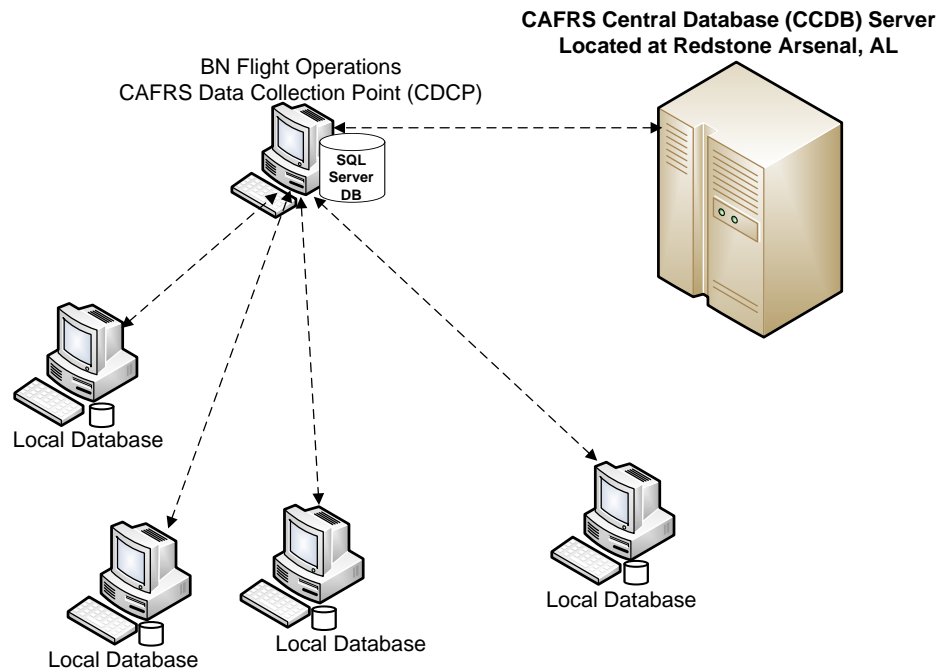 CAFRS Central Database (CCDB) Server
Located at Redstone Arsenal, AL
BN Flight Operations
CAFRS Data Collection Point (CDCP)
SQL
Server
DB
Local Database
Local Database
Local Database
Local Database